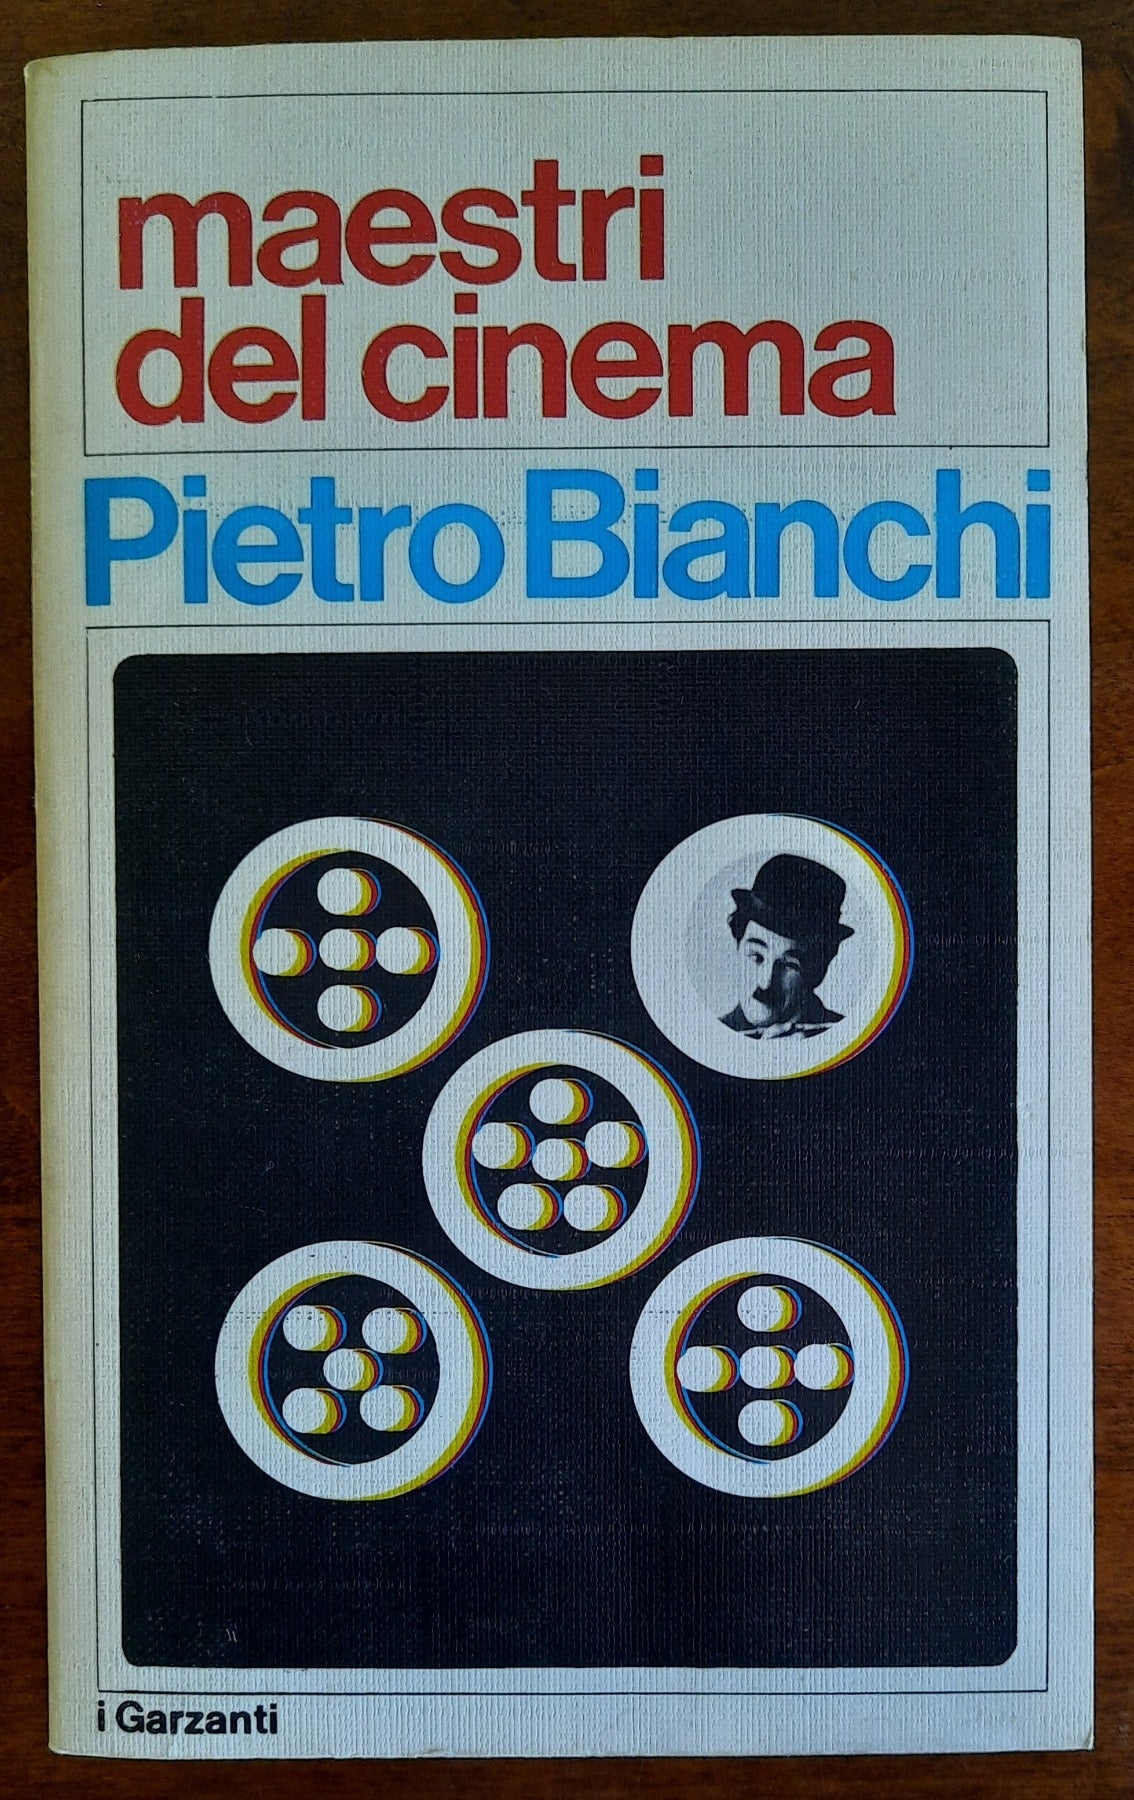 maestri
del cinema
Pietro Bianchi
i Garzanti